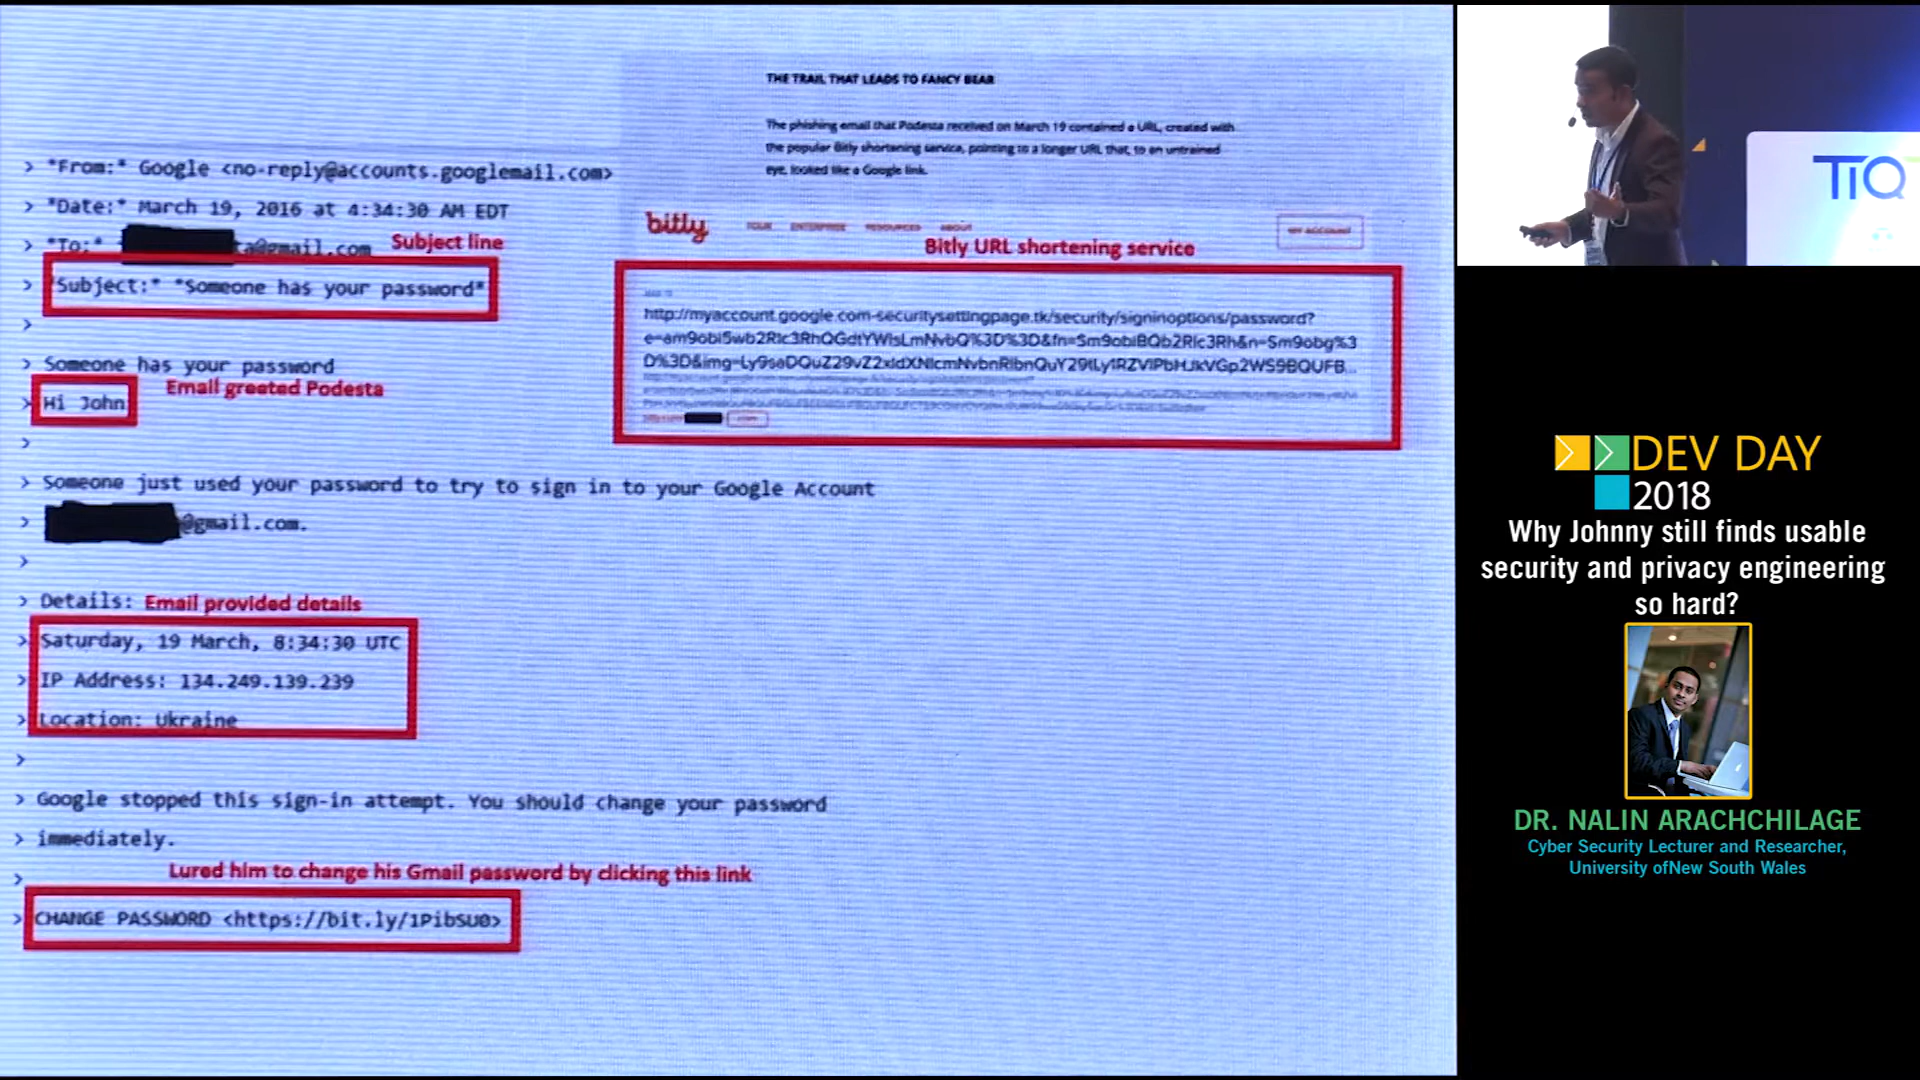 THE TRAIL THAT LEADS TO FANCY BEAR
The phishing email that Podesta received on March 19 contained a URL, created with
the popular Bitly shortening service, pointing to a longer URL that, to an untrained
eye, looked like a Google link.
> *From:* Google <no-reply@accounts.googlemail.com>
> *Date:* March 19, 2016 at 4:34:30 AM EDT
> *To:* a@gmail.com
Subject line
> *Subject:* *Someone has your password*
>
> Someone has your password
Email greeted Podesta
> Hi John
>
> Someone just used your password to try to sign in to your Google Account
> @gmail.com.
>
> Details: Email provided details
> Saturday, 19 March, 8:34:30 UTC
> IP Address: 134.249.139.239
> Location: Ukraine
>
> Google stopped this sign-in attempt. You should change your password
> immediately.
Lured him to change his Gmail password by clicking this link
>
> CHANGE PASSWORD <https://bit.ly/1PibSU0>
bitly TOUR ENTERPRISE RESOURCES ABOUT MY ACCOUNT
Bitly URL shortening service
http://myaccount.google.com-securitysettingpage.tk/security/signinoptions/password?
TIQ
DEV DAY
2018
Why Johnny still finds usable
security and privacy engineering
so hard?
DR. NALIN ARACHCHILAGE
Cyber Security Lecturer and Researcher,
University ofNew South Wales